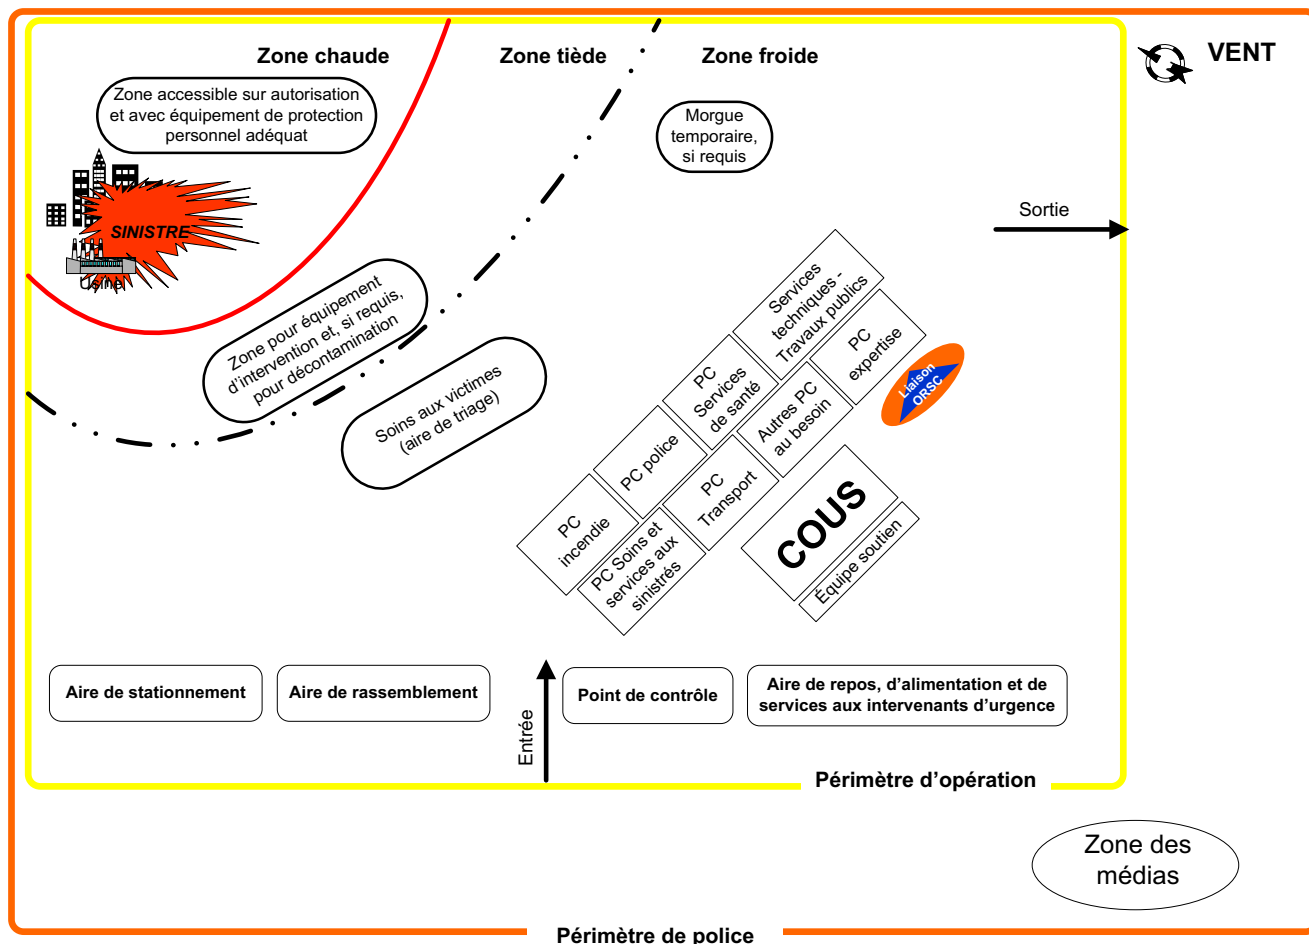 Zone chaude
Zone tiède
Zone froide
VENT
Zone accessible sur autorisation
et avec équipement de protection
personnel adéquat
Morgue
temporaire,
si requis
SINISTRE
Usine
Sortie
Zone pour équipement
d'intervention et, si requis,
pour décontamination
Soins aux victimes
(aire de triage)
Services
techniques -
Travaux publics
PC
expertise
PC
Services
de santé
Autres PC
au besoin
Liaison
ORSC
PC police
PC
Transport
PC
incendie
PC Soins et
services aux
sinistrés
COUS
Équipe soutien
Aire de stationnement
Aire de rassemblement
Entrée
Point de contrôle
Aire de repos, d'alimentation et de
services aux intervenants d'urgence
Périmètre d'opération
Zone des
médias
Périmètre de police